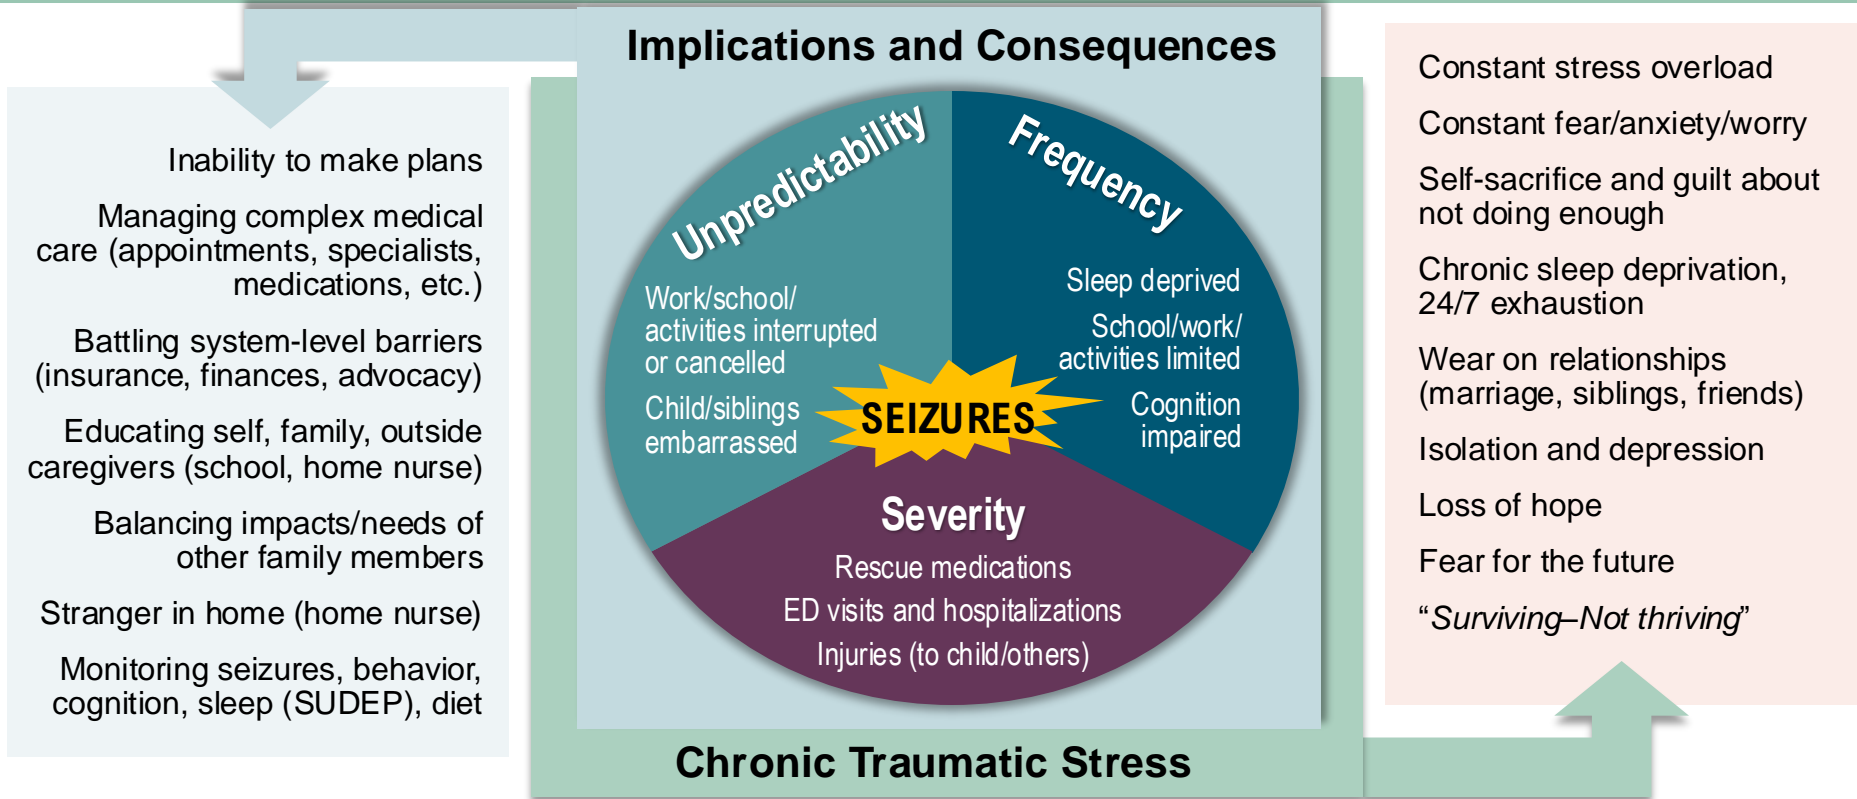 Implications and Consequences
Inability to make plans
Managing complex medical
care (appointments, specialists,
medications, etc.)
Battling system-level barriers
(insurance, finances, advocacy)
Educating self, family, outside
caregivers (school, home nurse)
Balancing impacts/needs of
other family members
Stranger in home (home nurse)
Monitoring seizures, behavior,
cognition, sleep (SUDEP), diet
Unpredictability
Work/school/
activities interrupted
or cancelled
Child/siblings
embarrassed
Frequency
Sleep deprived
School/work/
activities limited
Cognition
impaired
SEIZURES
Severity
Rescue medications
ED visits and hospitalizations
Injuries (to child/others)
Chronic Traumatic Stress
Constant stress overload
Constant fear/anxiety/worry
Self-sacrifice and guilt about
not doing enough
Chronic sleep deprivation,
24/7 exhaustion
Wear on relationships
(marriage, siblings, friends)
Isolation and depression
Loss of hope
Fear for the future
“Surviving–Not thriving”